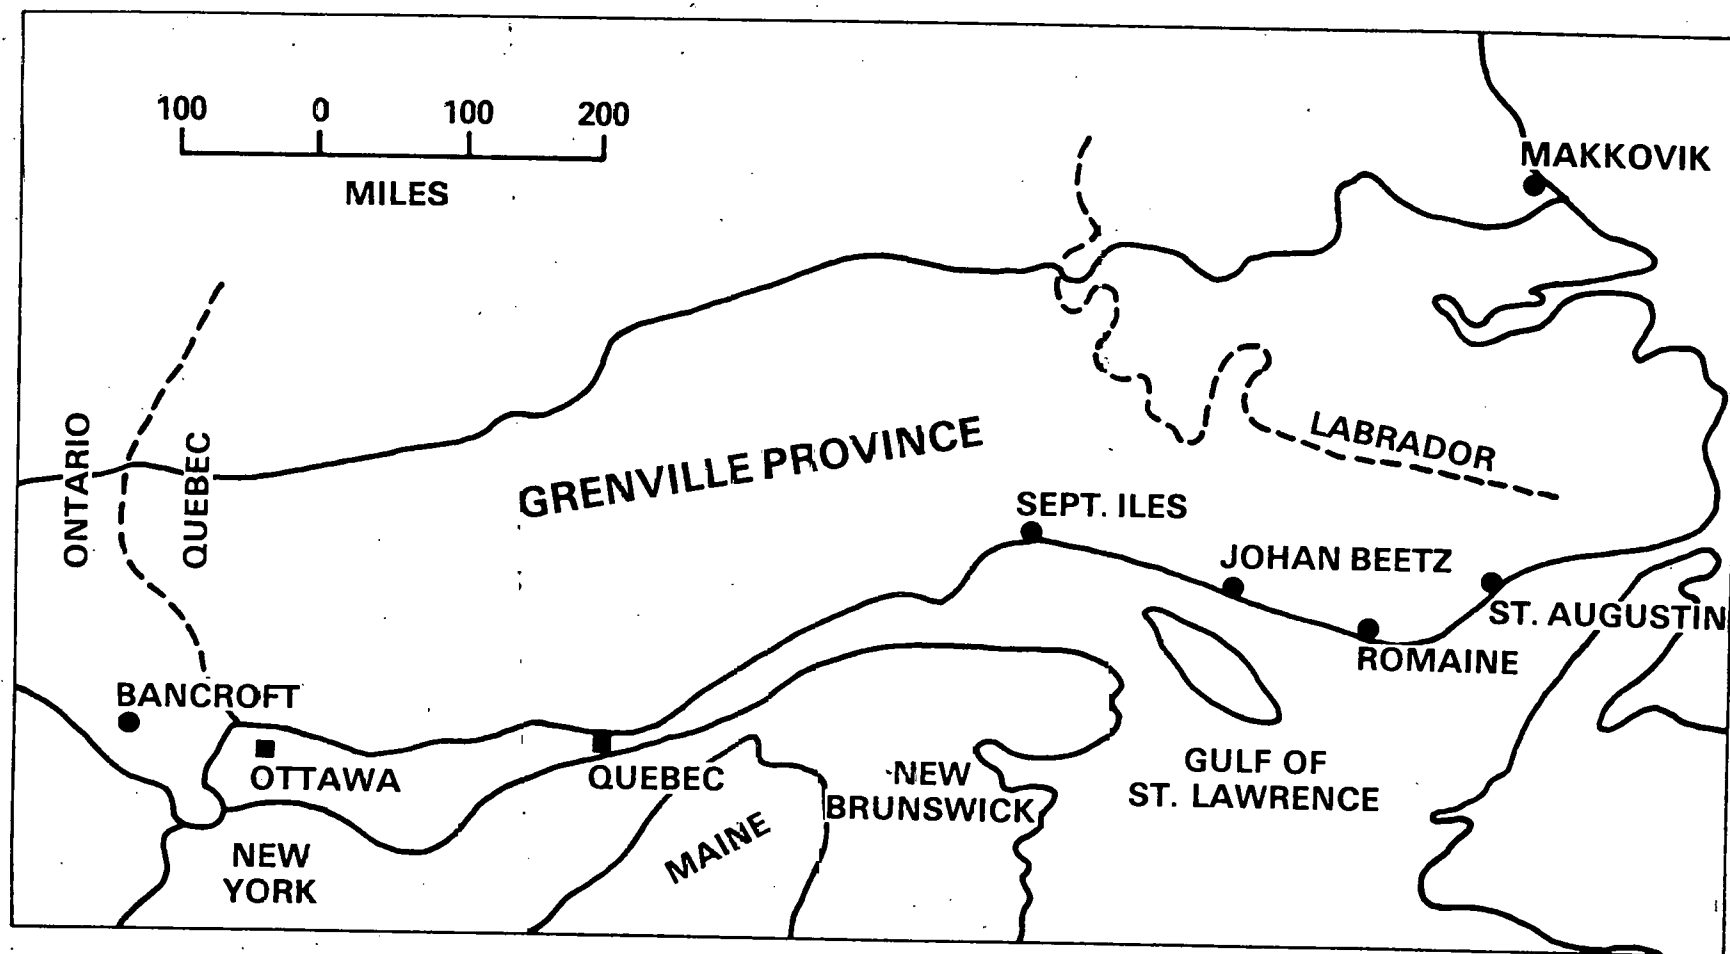 100 0 100 200
MILES
MAKKOVIK
ONTARIO
QUEBEC
GRENVILLE PROVINCE
LABRADOR
SEPT. ILES
JOHAN BEETZ
ST. AUGUSTIN
ROMAINE
BANCROFT
OTTAWA
QUEBEC
NEW
BRUNSWICK
GULF OF
ST. LAWRENCE
MAINE
NEW
YORK